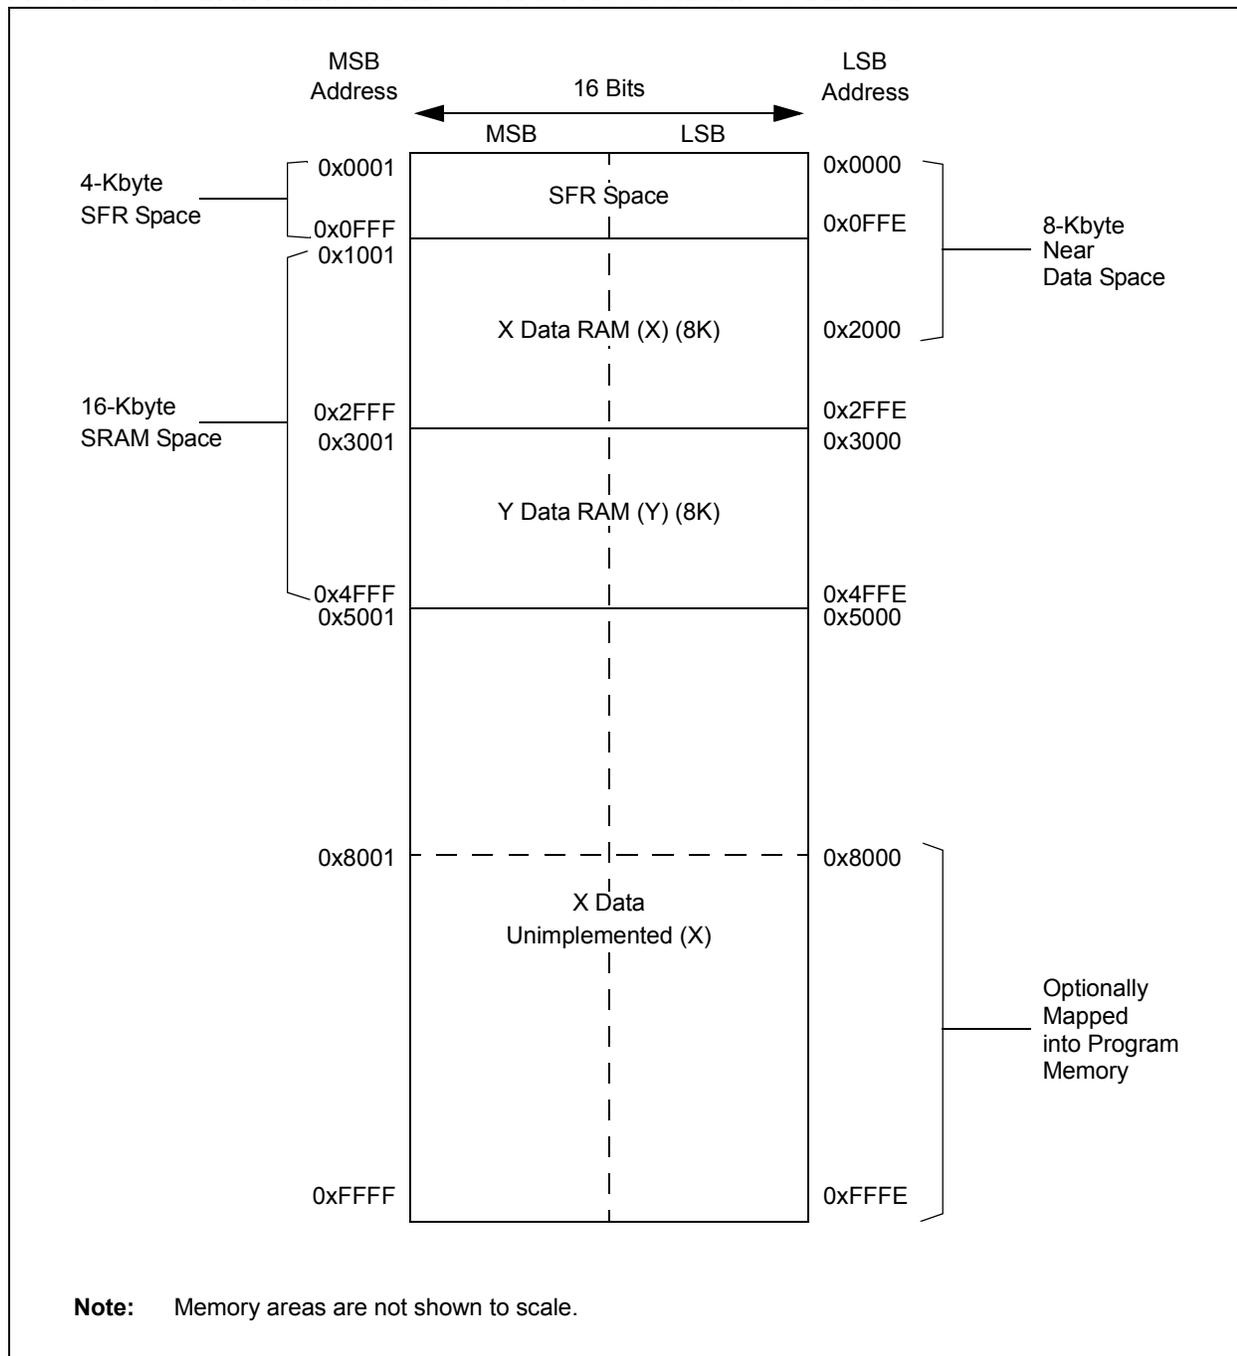 MSB
Address
16 Bits
LSB
Address
MSB
LSB
4-Kbyte
SFR Space
0x0001
0x0FFF
SFR Space
0x0000
0x0FFE
8-Kbyte
Near
Data Space
0x1001
X Data RAM (X) (8K)
0x2000
16-Kbyte
SRAM Space
0x2FFF
0x2FFE
0x3001
0x3000
Y Data RAM (Y) (8K)
0x4FFF
0x4FFE
0x5001
0x5000
0x8001
0x8000
X Data
Unimplemented (X)
Optionally
Mapped
into Program
Memory
0xFFFF
0xFFFE
Note: Memory areas are not shown to scale.